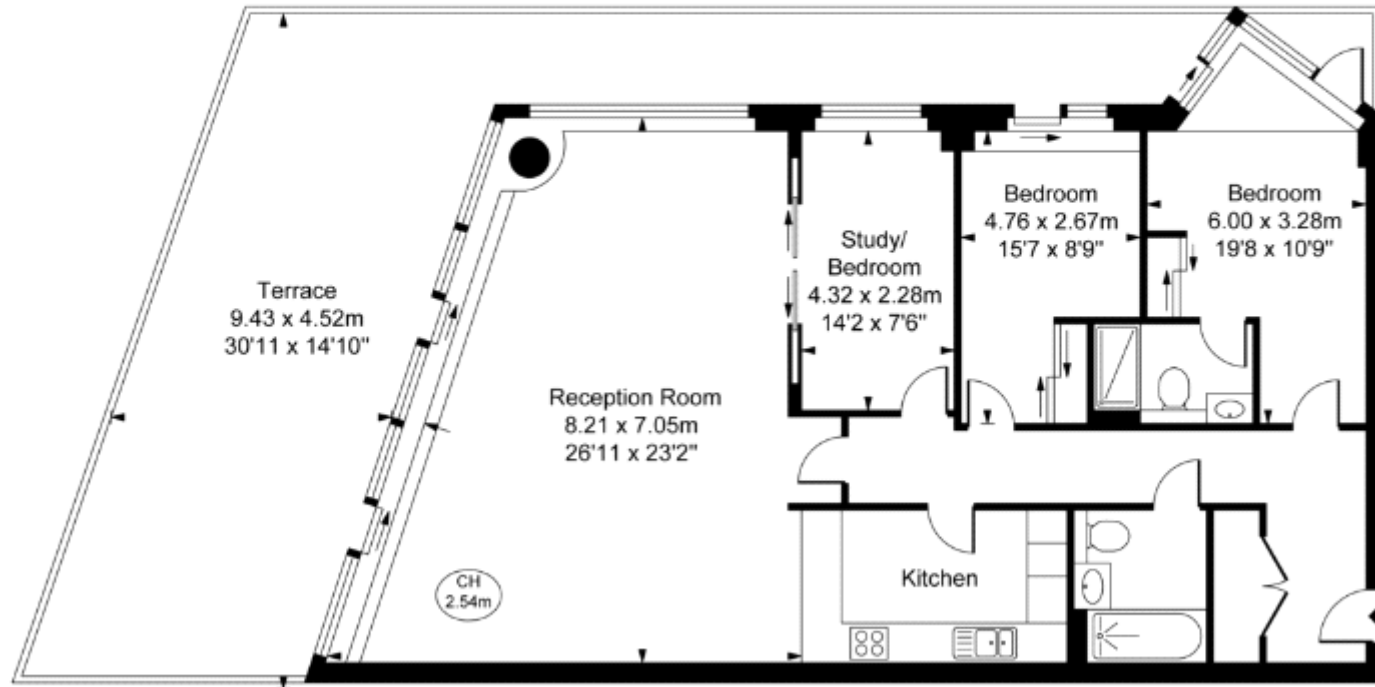 Terrace
9.43 x 4.52m
30'11 x 14'10"
Reception Room
8.21 x 7.05m
26'11 x 23'2"
CH
2.54m
Study/
Bedroom
4.32 x 2.28m
14'2 x 7'6"
Bedroom
4.76 x 2.67m
15'7 x 8'9"
Bedroom
6.00 x 3.28m
19'8 x 10'9"
Kitchen